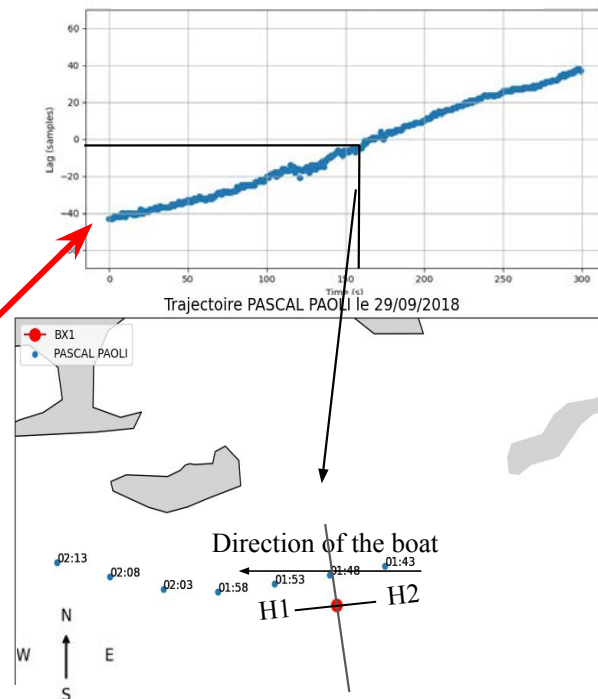 60
40
20
0
−20
−40
Lag (samples)
0 50 100 150 200 250 300
Time (s)
Trajectoire PASCAL PAOLI le 29/09/2018
BX1
PASCAL PAOLI
Direction of the boat
02:13 02:08 02:03 01:58 01:53 01:48 01:43
H1 H2
N
W E
S